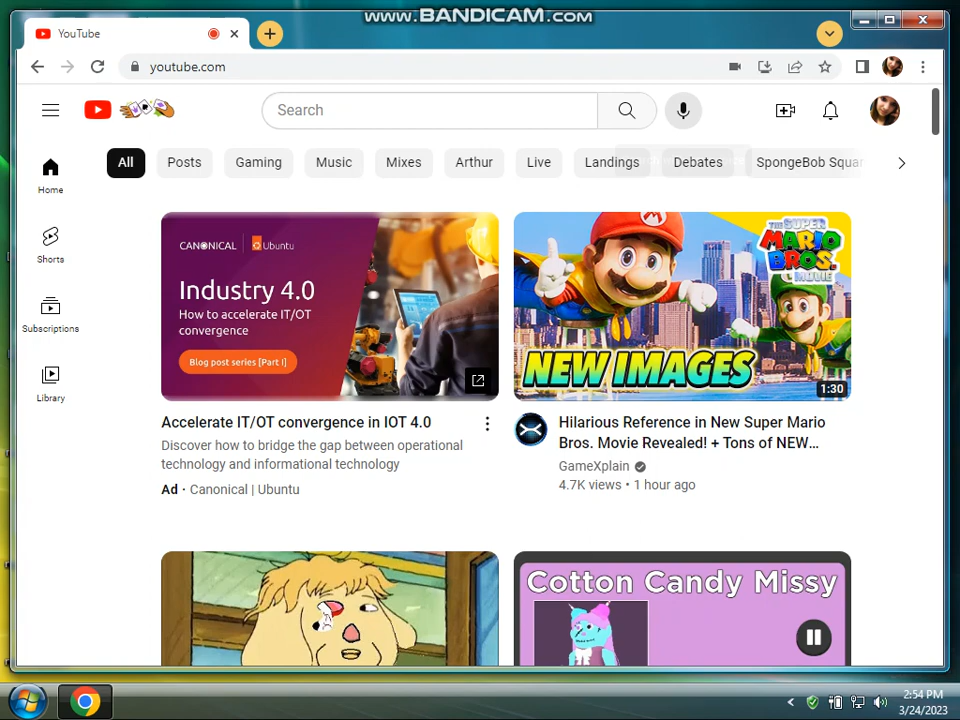 www.BANDICAM.com
YouTube
youtube.com
Search
All
Posts
Gaming
Music
Mixes
Arthur
Live
Landings
Debates
SpongeBob Squar
Home
Shorts
Subscriptions
Library
CANONICAL
Ubuntu
Industry 4.0
How to accelerate IT/OT
convergence
Blog post series [Part I]
Accelerate IT/OT convergence in IOT 4.0
Discover how to bridge the gap between operational
technology and informational technology
Ad · Canonical | Ubuntu
THE SUPER
MARIO
BROS.
MOVIE
NEW IMAGES
1:30
Hilarious Reference in New Super Mario
Bros. Movie Revealed! + Tons of NEW...
GameXplain
4.7K views • 1 hour ago
Cotton Candy Missy
2:54 PM
3/24/2023